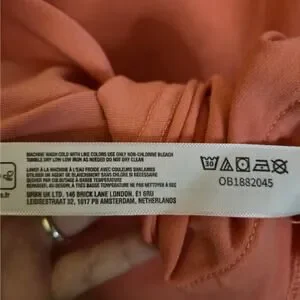 MACHINE WASH COLD WITH LIKE COLORS USE ONLY NON-CHLORINE BLEACH
TUMBLE DRY LOW LOW IRON AS NEEDED DO NOT DRY CLEAN
LAVER À LA MACHINE À L'EAU FROIDE AVEC COULEURS SEMBLABLES
UTILISER UN AGENT DE BLANCHIMENT SANS CHLORE SI NÉCESSAIRE
SÉCHER PAR CULBUTAGE À BASSE TEMPÉRATURE
REPASSER, AU BESOIN, À TRÈS BASSE TEMPÉRATURE NE PAS NETTOYER À SEC
URBN UK LTD. 146 BRICK LANE LONDON, E1 6RU
LEIDSESTRAAT 32, 1017 PB AMSTERDAM, NETHERLANDS
OB1882045